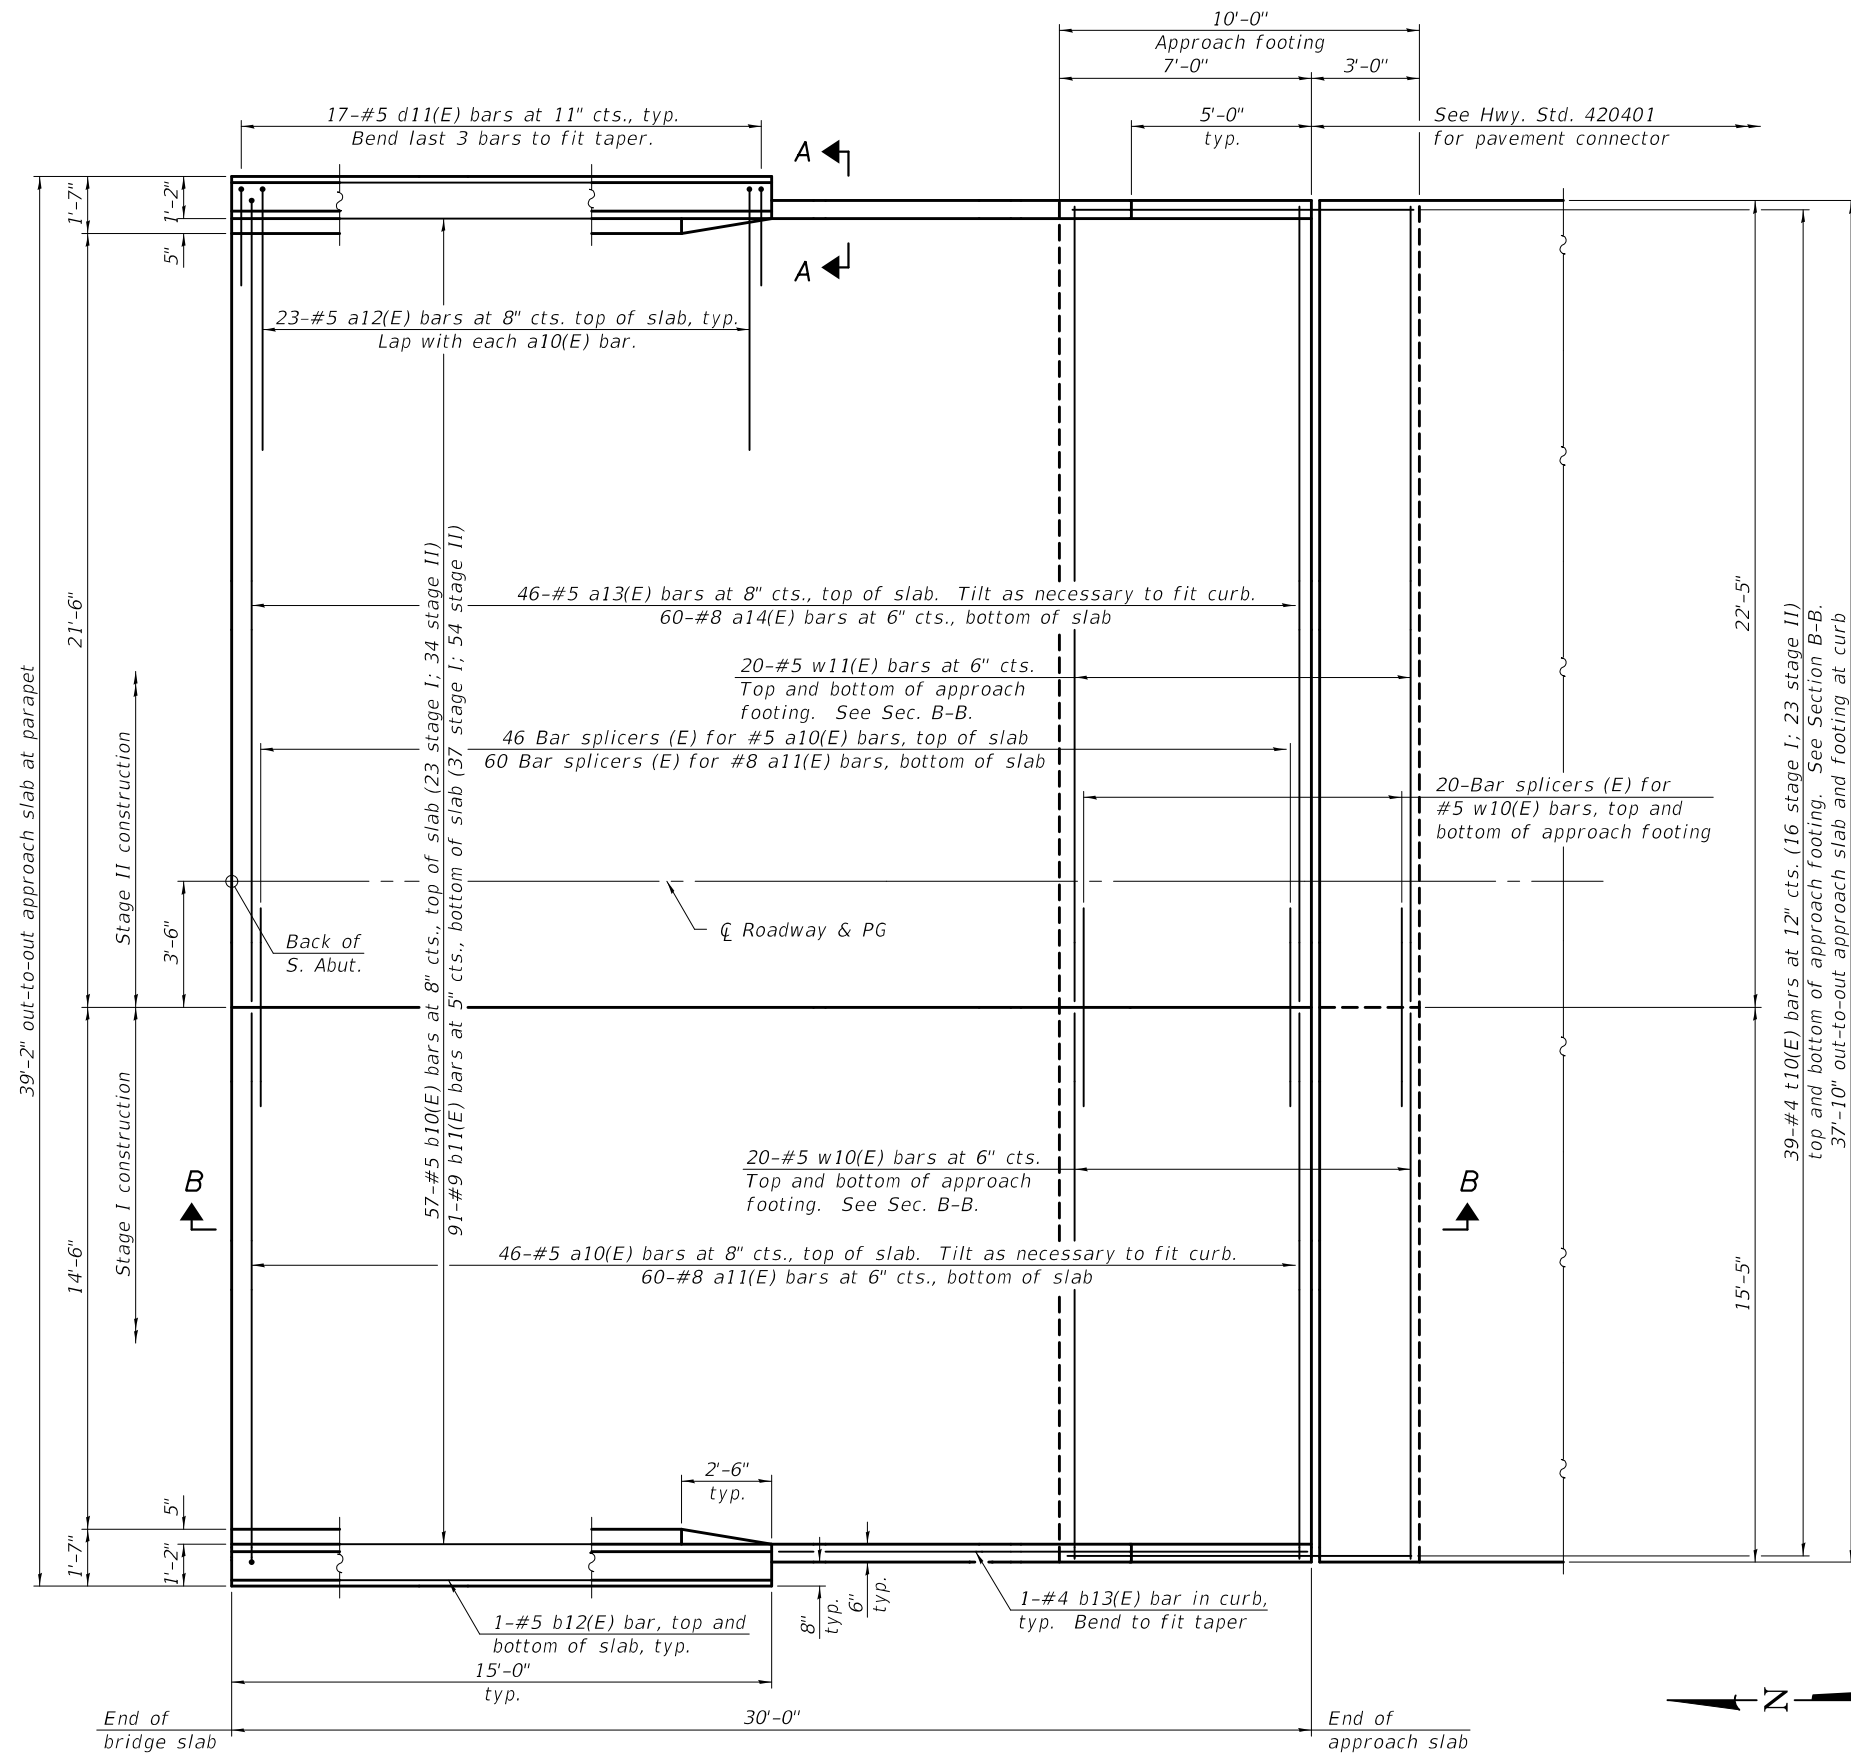 10'-0"
Approach footing
7'-0"
3'-0"
17-#5 d11(E) bars at 11" cts., typ.
Bend last 3 bars to fit taper.
5'-0"
typ.
See Hwy. Std. 420401
for pavement connector
A
A
1'-7"
1'-2"
5"
23-#5 a12(E) bars at 8" cts. top of slab, typ.
Lap with each a10(E) bar.
39'-2" out-to-out approach slab at parapet
21'-6"
Stage II construction
3'-6"
Back of
S. Abut.
57-#5 b10(E) bars at 8" cts., top of slab (23 stage I; 34 stage II)
91-#9 b11(E) bars at 5" cts., bottom of slab (37 stage I; 54 stage II)
46-#5 a13(E) bars at 8" cts., top of slab. Tilt as necessary to fit curb.
60-#8 a14(E) bars at 6" cts., bottom of slab
20-#5 w11(E) bars at 6" cts.
Top and bottom of approach
footing. See Sec. B-B.
46 Bar splicers (E) for #5 a10(E) bars, top of slab
60 Bar splicers (E) for #8 a11(E) bars, bottom of slab
20-Bar splicers (E) for
#5 w10(E) bars, top and
bottom of approach footing
℄ Roadway & PG
22'-5"
15'-5"
39-#4 t10(E) bars at 12" cts. (16 stage I; 23 stage II)
top and bottom of approach footing. See Section B-B.
37'-10" out-to-out approach slab and footing at curb
Stage I construction
14'-6"
B
B
20-#5 w10(E) bars at 6" cts.
Top and bottom of approach
footing. See Sec. B-B.
46-#5 a10(E) bars at 8" cts., top of slab. Tilt as necessary to fit curb.
60-#8 a11(E) bars at 6" cts., bottom of slab
2'-6"
typ.
5"
1'-7"
1'-2"
8"
typ.
6"
typ.
1-#5 b12(E) bar, top and
bottom of slab, typ.
1-#4 b13(E) bar in curb,
typ. Bend to fit taper
15'-0"
typ.
30'-0"
End of
bridge slab
End of
approach slab
N